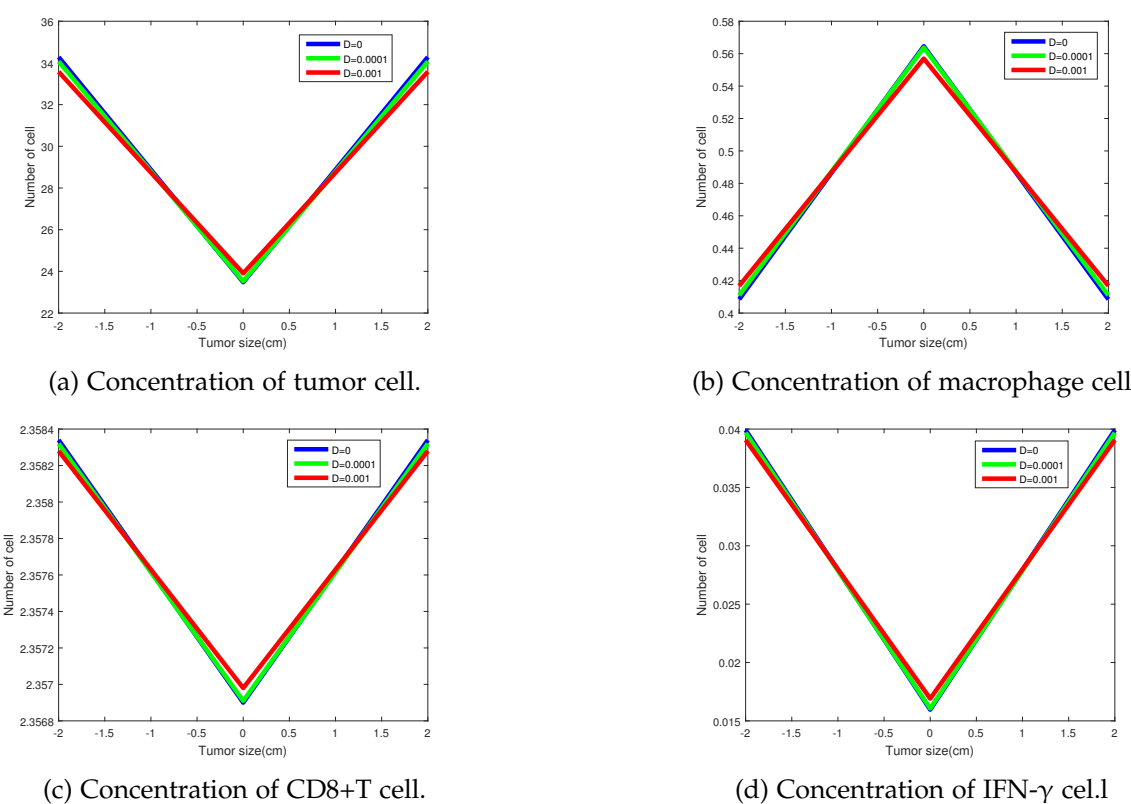 36
34
32
30
28
26
24
22
Number of cell
-2 -1.5 -1 -0.5 0 0.5 1 1.5 2
Tumor size(cm)
D=0
D=0.0001
D=0.001
(a) Concentration of tumor cell.
0.58
0.56
0.54
0.52
0.5
0.48
0.46
0.44
0.42
0.4
Number of cell
-2 -1.5 -1 -0.5 0 0.5 1 1.5 2
Tumor size(cm)
D=0
D=0.0001
D=0.001
(b) Concentration of macrophage cell
2.3584
2.3582
2.358
2.3578
2.3576
2.3574
2.3572
2.357
2.3568
Number of cell
-2 -1.5 -1 -0.5 0 0.5 1 1.5 2
Tumor size(cm)
D=0
D=0.0001
D=0.001
(c) Concentration of CD8+T cell.
0.04
0.035
0.03
0.025
0.02
0.015
Number of cell
-2 -1.5 -1 -0.5 0 0.5 1 1.5 2
Tumor size(cm)
D=0
D=0.0001
D=0.001
(d) Concentration of IFN-γ cel.l